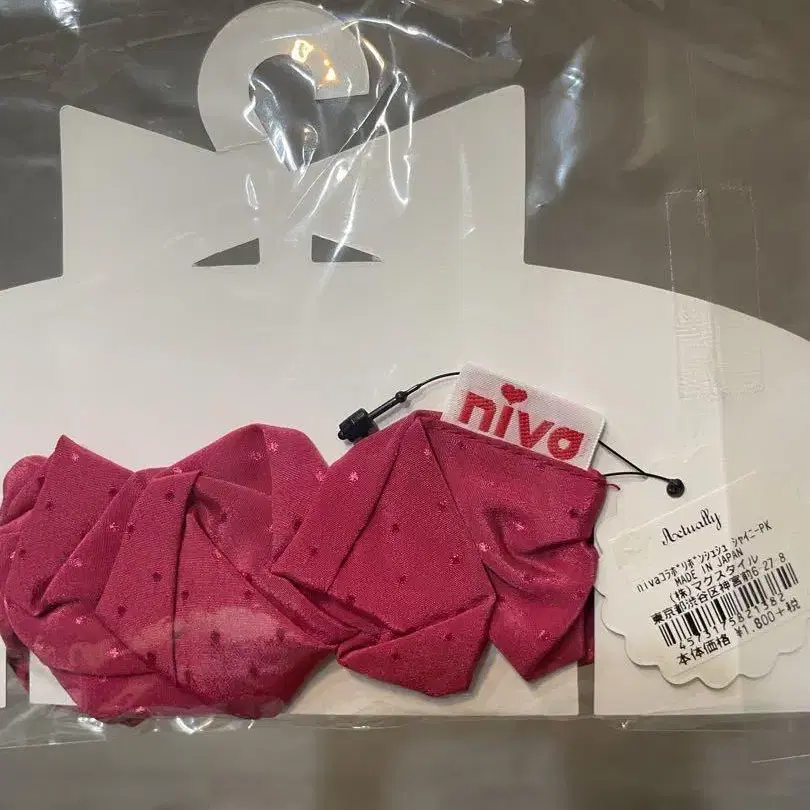 niva
Actually
nivaコラボリボンシュシュ シャイニーPK
MADE IN JAPAN
(株)マグスタイル
東京都渋谷区神宮前6-27-8
4573175821382
本体価格 ¥1,800+税